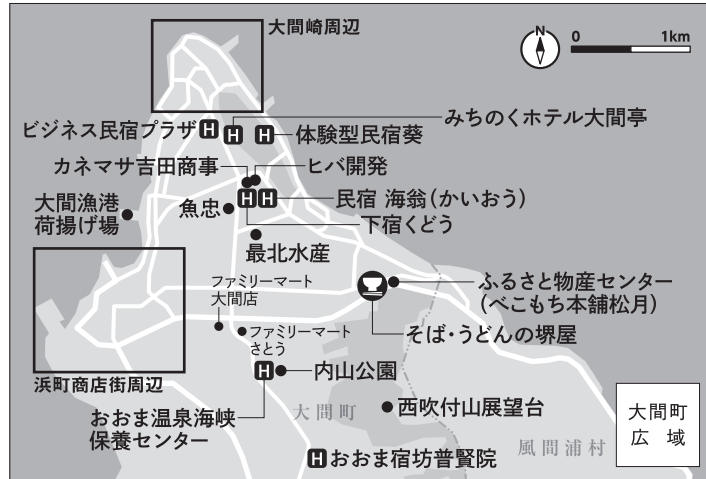 大間崎周辺
N
0 1km
みちのくホテル大間亭
ビジネス民宿プラザ
H
H
H
体験型民宿葵
カネマサ吉田商事
ヒバ開発
大間漁港
荷揚げ場
魚忠
H
H
民宿 海翁(かいおう)
下宿くどう
最北水産
ファミリーマート
大間店
ふるさと物産センター
(べこもち本舗松月)
ファミリーマート
さとう
そば・うどんの堺屋
浜町商店街周辺
H
内山公園
おおま温泉海峡
保養センター
大間町
西吹付山展望台
風間浦村
大間町
広域
H
おおま宿坊普賢院